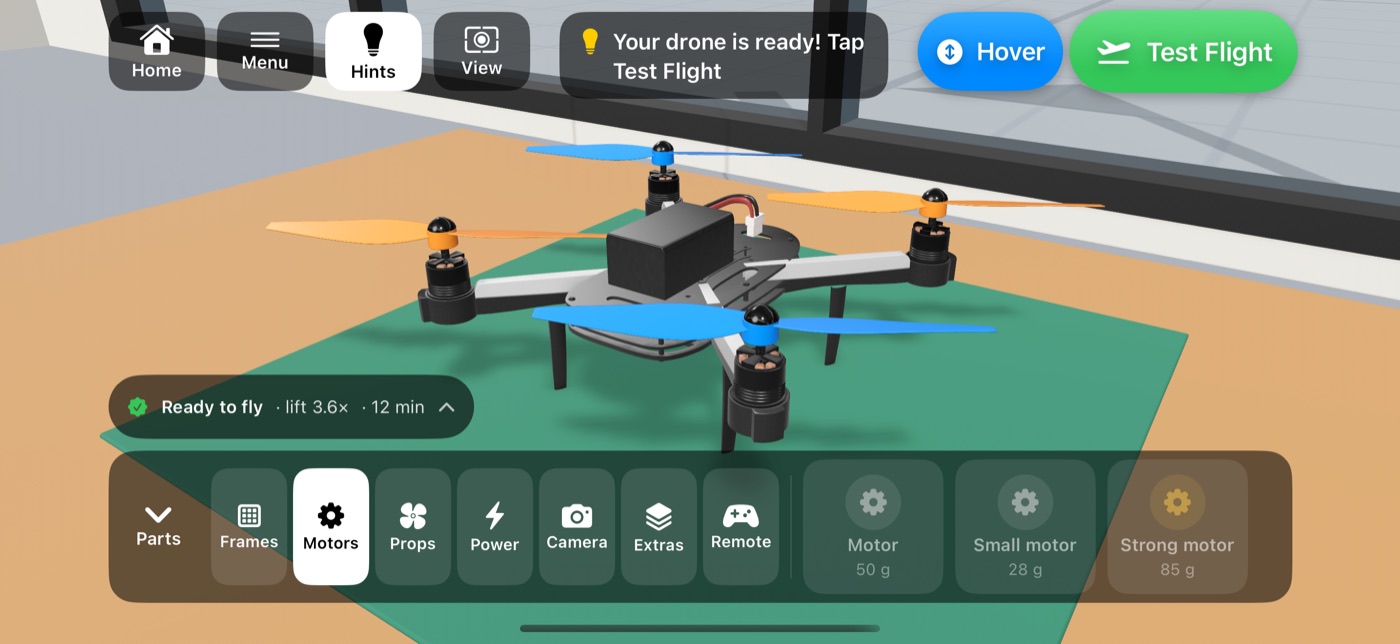 Home
Menu
Hints
View
Your drone is ready! Tap
Test Flight
Hover
Test Flight
Ready to fly · lift 3.6× · 12 min
Parts
Frames
Motors
Props
Power
Camera
Extras
Remote
Motor
50 g
Small motor
28 g
Strong motor
85 g